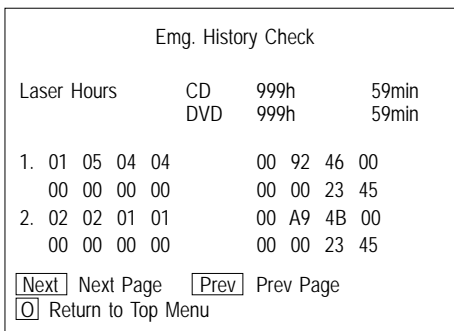 Emg. History Check
Laser Hours CD 999h 59min
DVD 999h 59min
1. 01 05 04 04 00 92 46 00
00 00 00 00 00 00 23 45
2. 02 02 01 01 00 A9 4B 00
00 00 00 00 00 00 23 45
Next Next Page Prev Prev Page
O Return to Top Menu